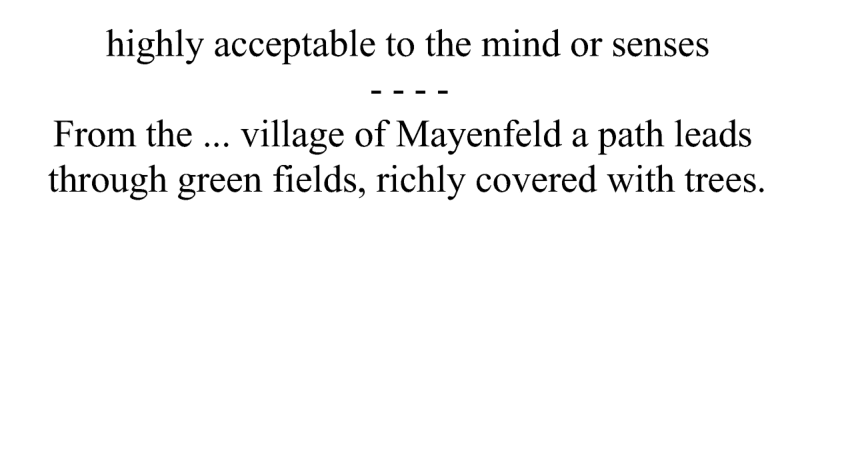 highly acceptable to the mind or senses
- - - -
From the ... village of Mayenfeld a path leads
through green fields, richly covered with trees.